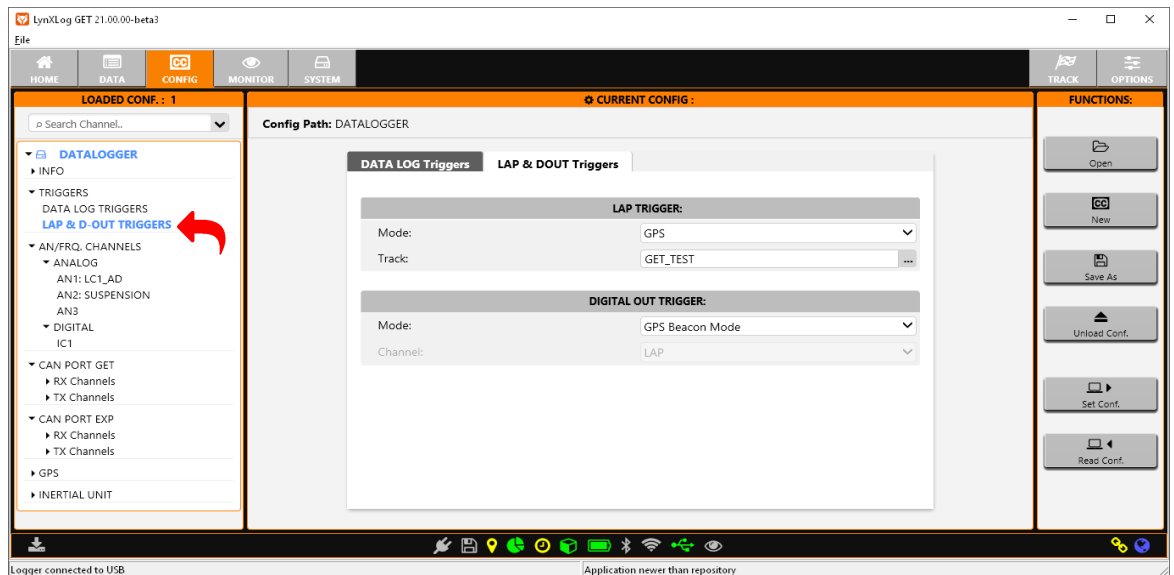 LynXLog GET 21.00.00-beta3
File
HOME DATA CONFIG MONITOR SYSTEM TRACK OPTIONS
LOADED CONF. : 1
Search Channel..
DATALOGGER
INFO
TRIGGERS
DATA LOG TRIGGERS
LAP & D-OUT TRIGGERS
AN/FRQ. CHANNELS
ANALOG
AN1: LC1_AD
AN2: SUSPENSION
AN3
DIGITAL
IC1
CAN PORT GET
RX Channels
TX Channels
CAN PORT EXP
RX Channels
TX Channels
GPS
INERTIAL UNIT
CURRENT CONFIG :
Config Path: DATALOGGER
DATA LOG Triggers LAP & DOUT Triggers
LAP TRIGGER:
Mode: GPS
Track: GET_TEST ...
DIGITAL OUT TRIGGER:
Mode: GPS Beacon Mode
Channel: LAP
FUNCTIONS:
Open
CC
New
Save As
Unload Conf.
Set Conf.
Read Conf.
Logger connected to USB
Application newer than repository